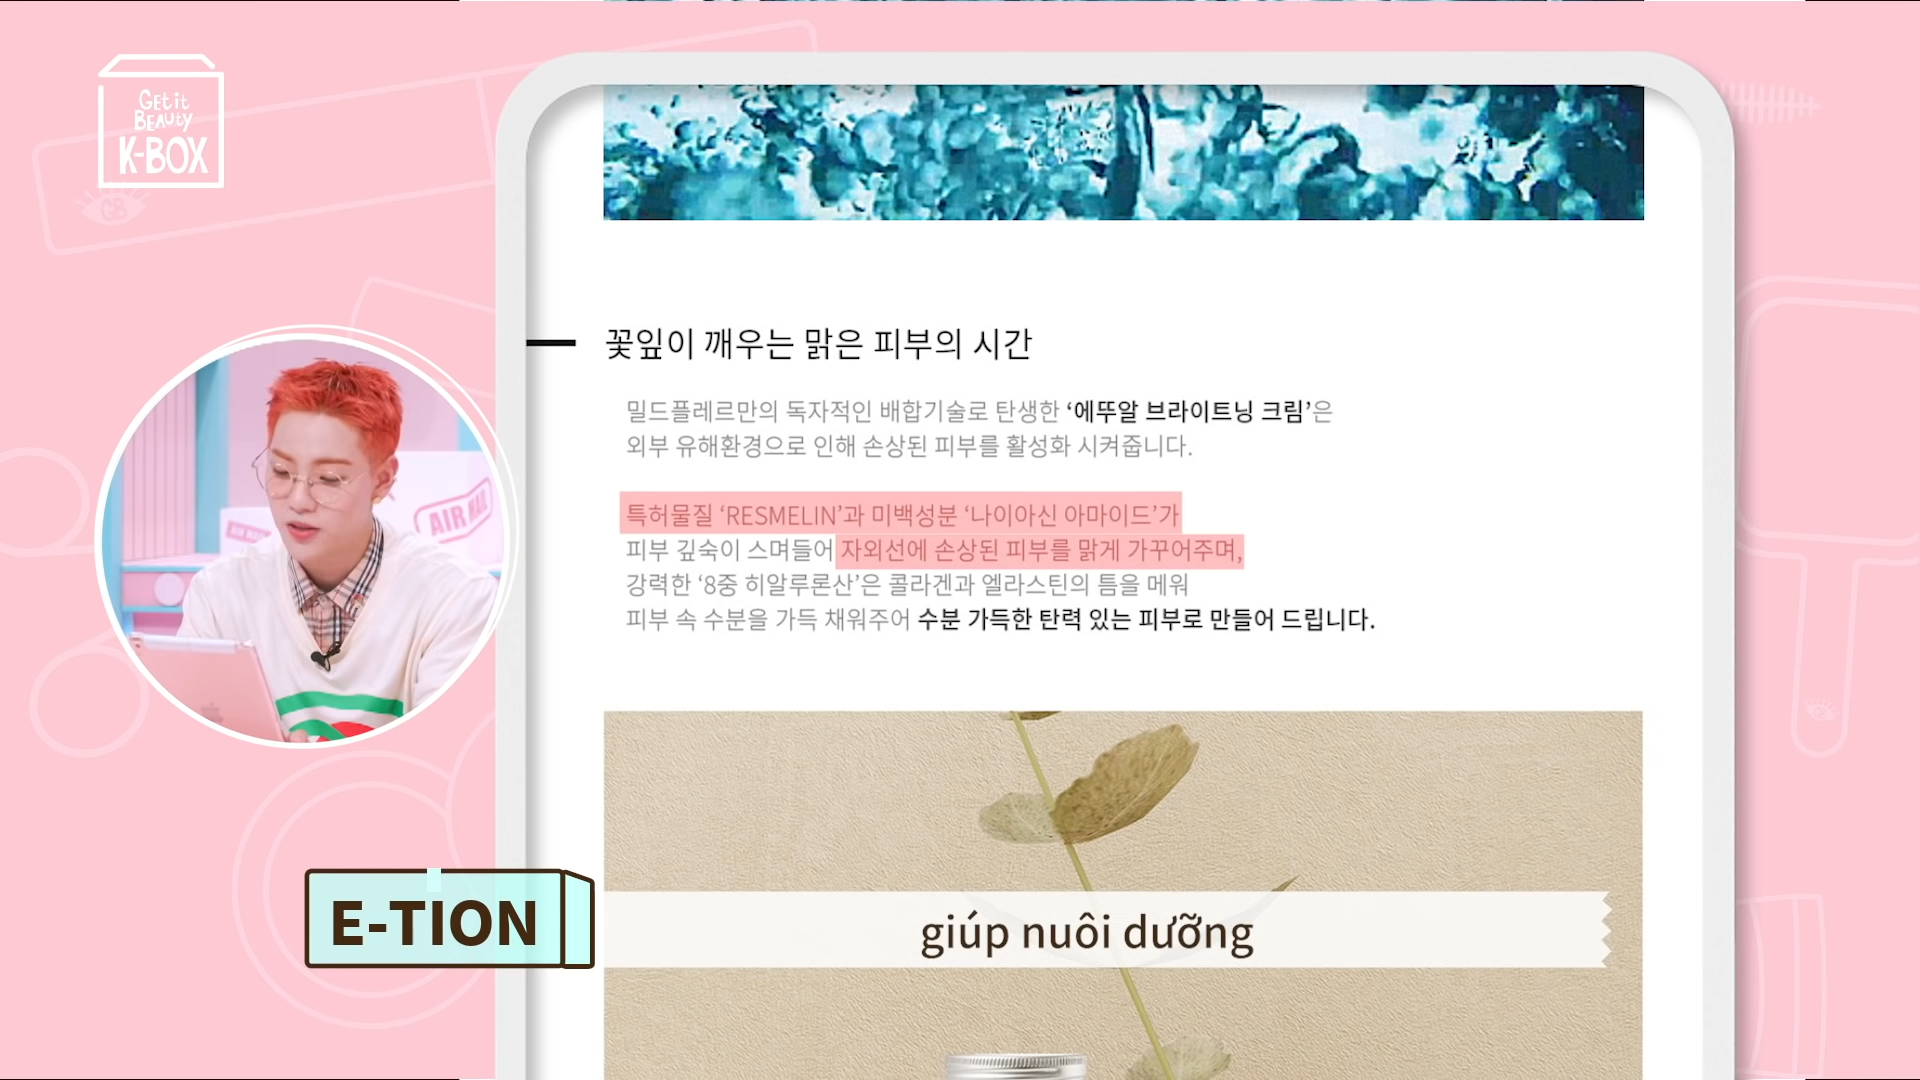 Get it
BEAUTY
K-BOX
꽃잎이 깨우는 맑은 피부의 시간
밀드플레르만의 독자적인 배합기술로 탄생한 ‘에뚜알 브라이트닝 크림’은
외부 유해환경으로 인해 손상된 피부를 활성화 시켜줍니다.
특허물질 ‘RESMELIN’과 미백성분 ‘나이아신 아마이드’가
피부 깊숙이 스며들어 자외선에 손상된 피부를 맑게 가꾸어주며,
강력한 ‘8중 히알루론산’은 콜라겐과 엘라스틴의 틈을 메워
피부 속 수분을 가득 채워주어 수분 가득한 탄력 있는 피부로 만들어 드립니다.
AIR MAIL
E-TION
giúp nuôi dưỡng